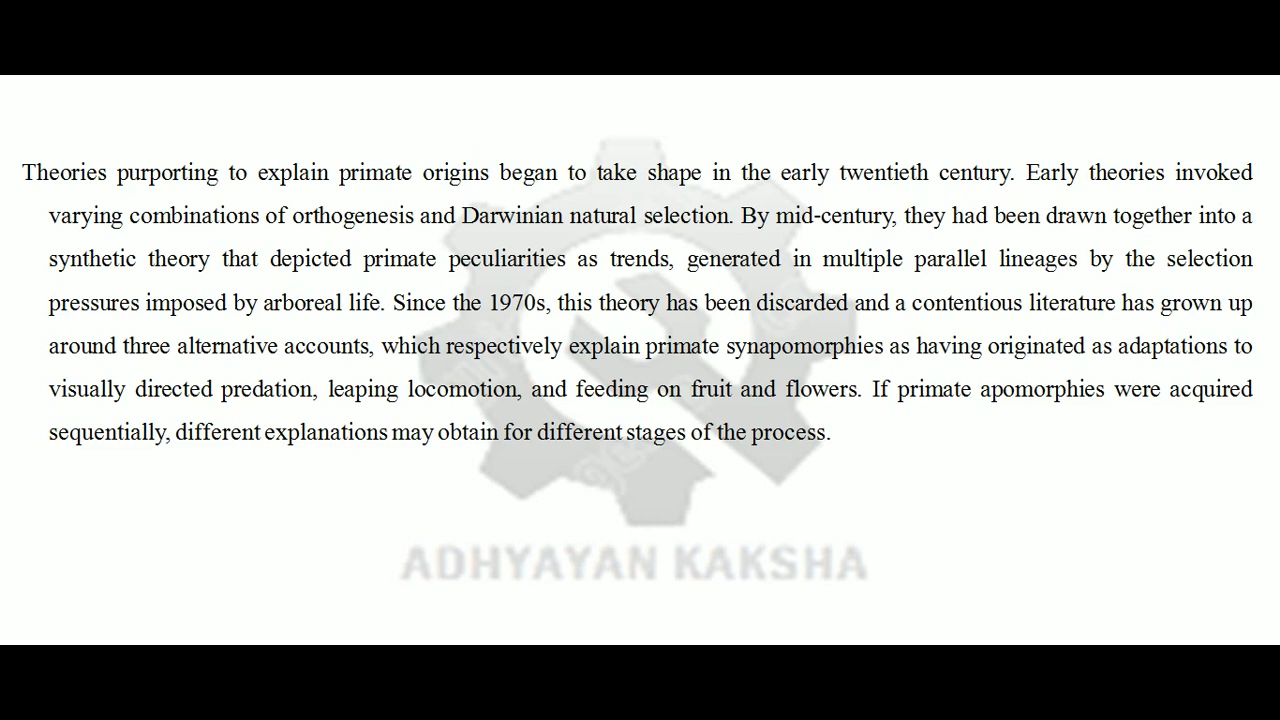 Theories purporting to explain primate origins began to take shape in the early twentieth century. Early theories invoked
varying combinations of orthogenesis and Darwinian natural selection. By mid-century, they had been drawn together into a
synthetic theory that depicted primate peculiarities as trends, generated in multiple parallel lineages by the selection
pressures imposed by arboreal life. Since the 1970s, this theory has been discarded and a contentious literature has grown up
around three alternative accounts, which respectively explain primate synapomorphies as having originated as adaptations to
visually directed predation, leaping locomotion, and feeding on fruit and flowers. If primate apomorphies were acquired
sequentially, different explanations may obtain for different stages of the process.
ADHYAYAN KAKSHA